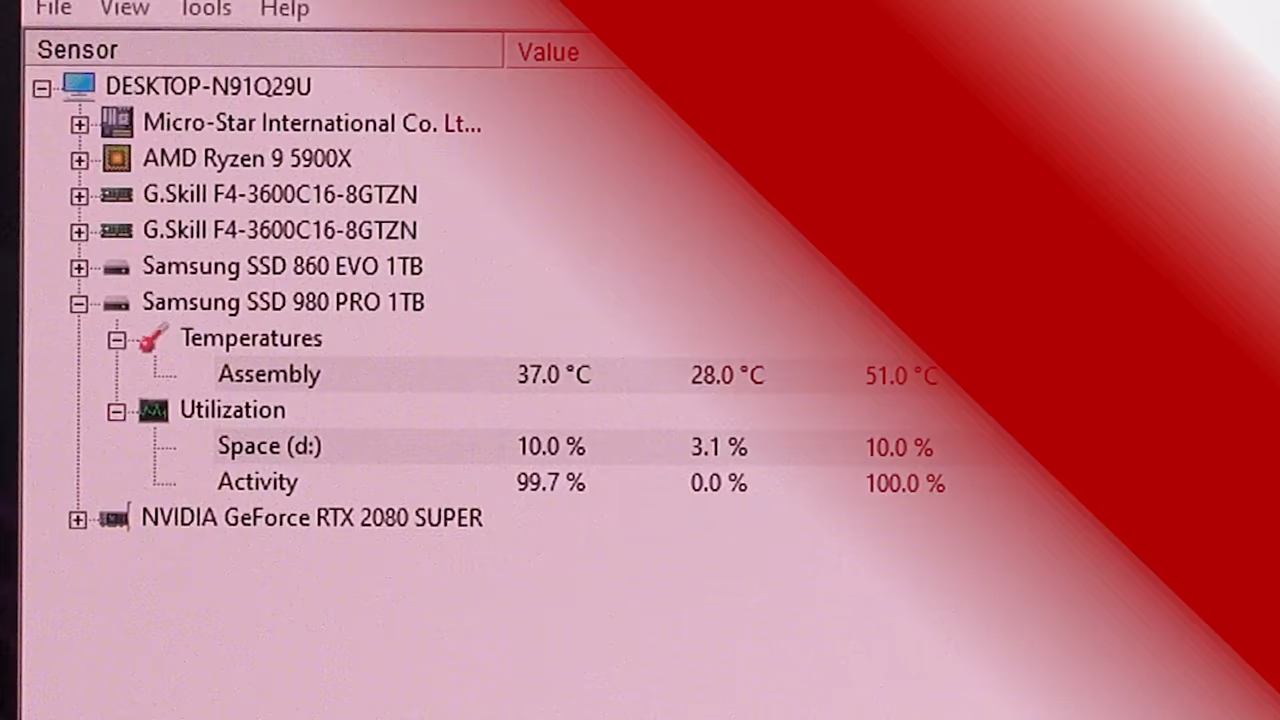 File View Tools Help
Sensor Value
DESKTOP-N91Q29U
Micro-Star International Co. Lt...
AMD Ryzen 9 5900X
G.Skill F4-3600C16-8GTZN
G.Skill F4-3600C16-8GTZN
Samsung SSD 860 EVO 1TB
Samsung SSD 980 PRO 1TB
Temperatures
Assembly 37.0 °C 28.0 °C 51.0 °C
Utilization
Space (d:) 10.0 % 3.1 % 10.0 %
Activity 99.7 % 0.0 % 100.0 %
NVIDIA GeForce RTX 2080 SUPER